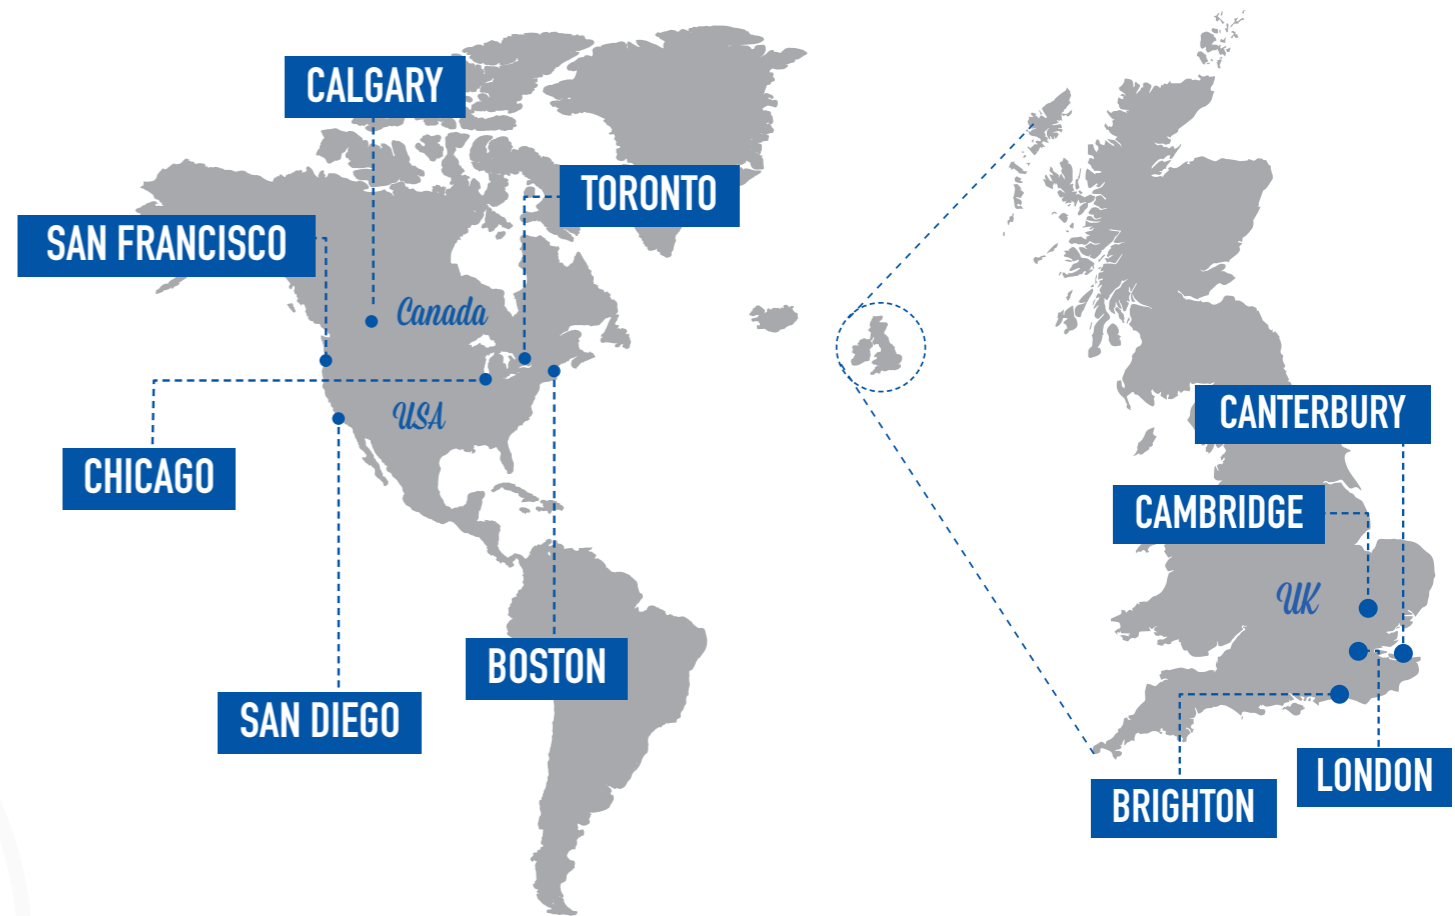 CALGARY
TORONTO
SAN FRANCISCO
Canada
USA
CHICAGO
BOSTON
SAN DIEGO
CANTERBURY
CAMBRIDGE
UK
LONDON
BRIGHTON